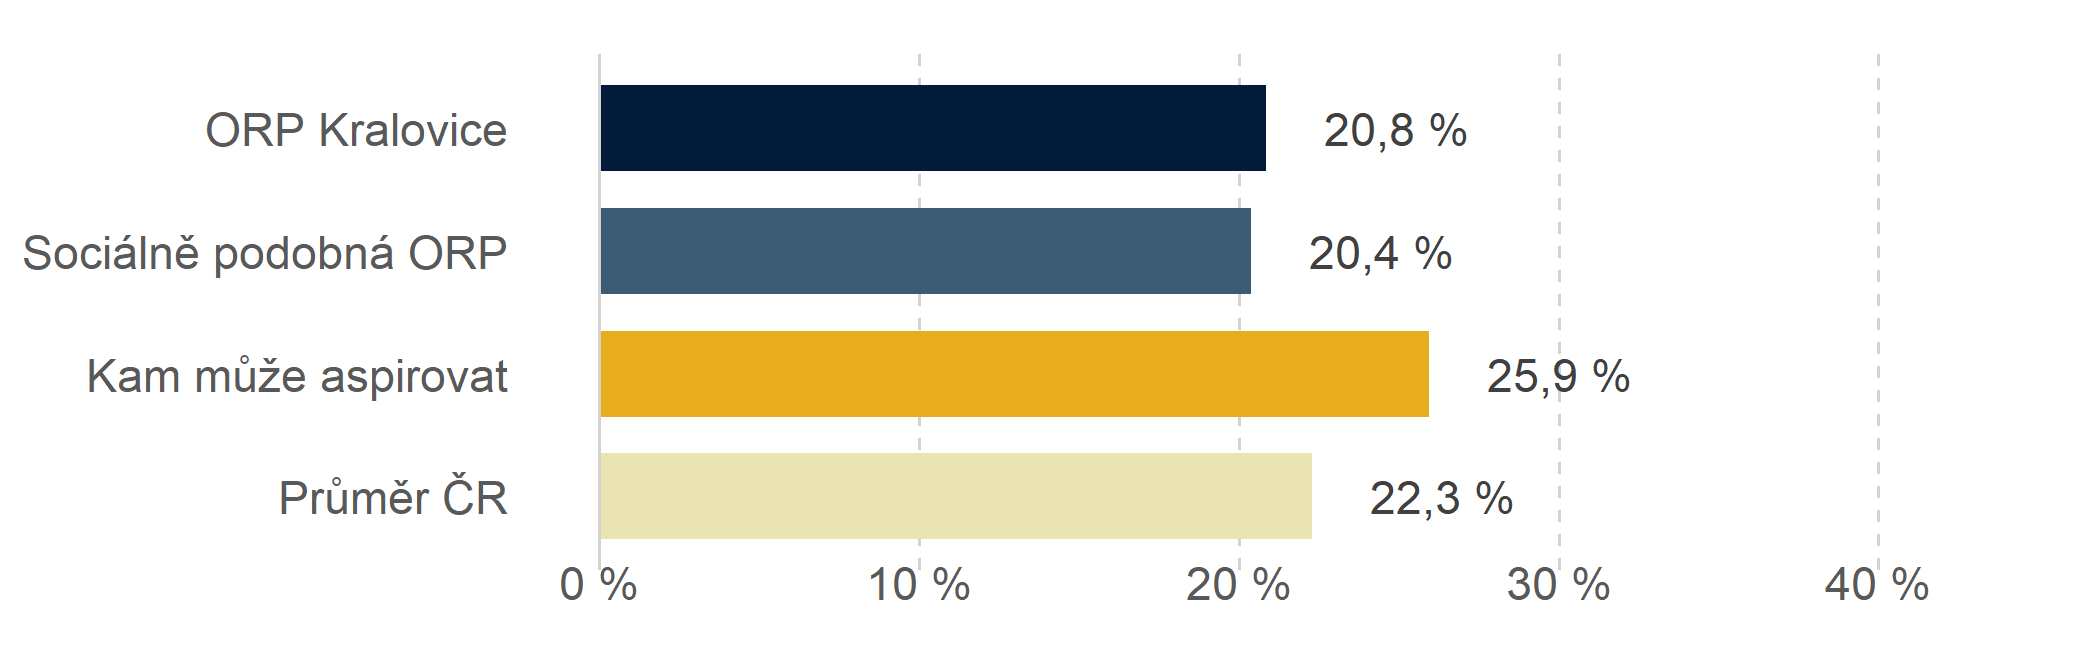 ORP Kralovice 20,8 %
Sociálně podobná ORP 20,4 %
Kam může aspirovat 25,9 %
Průměr ČR 22,3 %
0 % 10 % 20 % 30 % 40 %